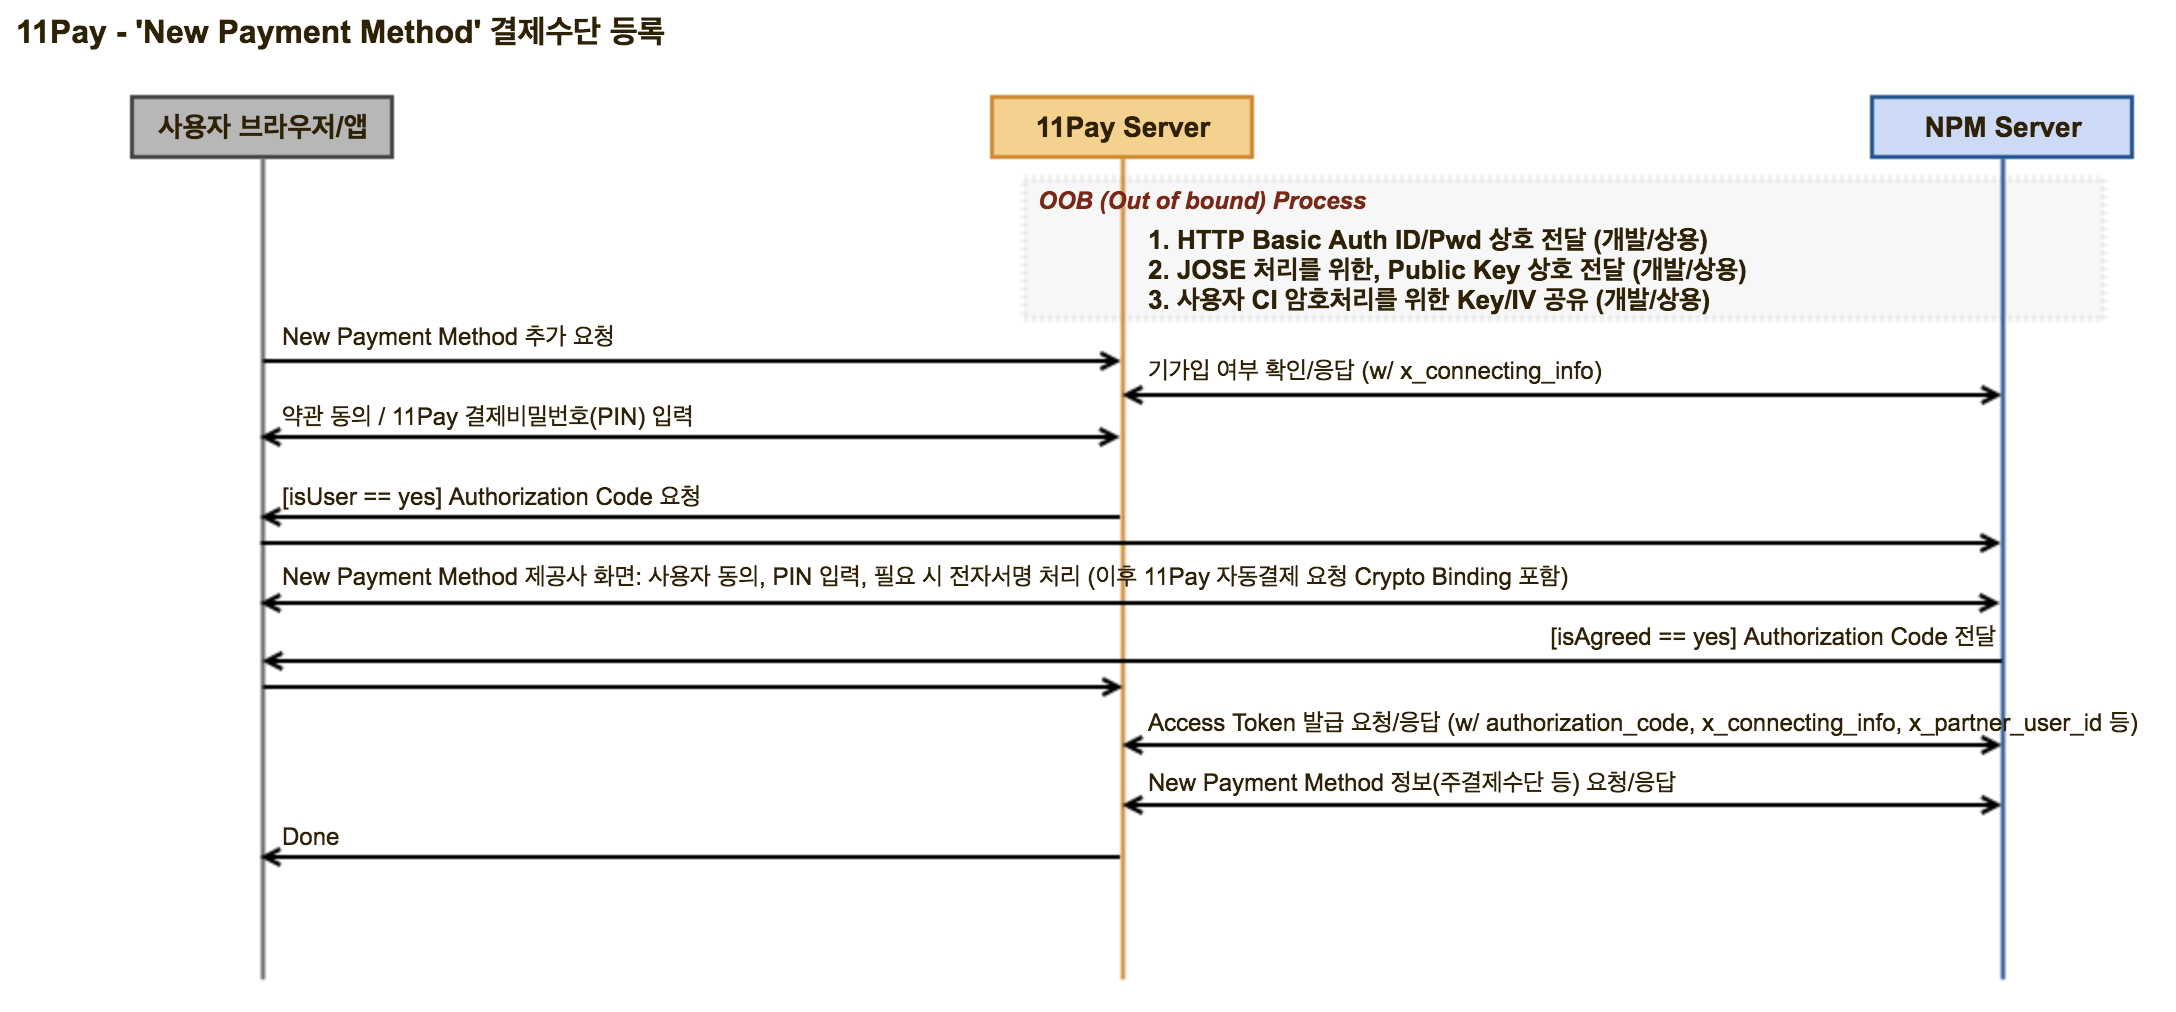 11Pay - 'New Payment Method' 결제수단 등록
사용자 브라우저/앱
11Pay Server
NPM Server
OOB (Out of bound) Process
1. HTTP Basic Auth ID/Pwd 상호 전달 (개발/상용)
2. JOSE 처리를 위한, Public Key 상호 전달 (개발/상용)
3. 사용자 CI 암호처리를 위한 Key/IV 공유 (개발/상용)
New Payment Method 추가 요청
기가입 여부 확인/응답 (w/ x_connecting_info)
약관 동의 / 11Pay 결제비밀번호(PIN) 입력
[isUser == yes] Authorization Code 요청
New Payment Method 제공사 화면: 사용자 동의, PIN 입력, 필요 시 전자서명 처리 (이후 11Pay 자동결제 요청 Crypto Binding 포함)
[isAgreed == yes] Authorization Code 전달
Access Token 발급 요청/응답 (w/ authorization_code, x_connecting_info, x_partner_user_id 등)
New Payment Method 정보(주결제수단 등) 요청/응답
Done